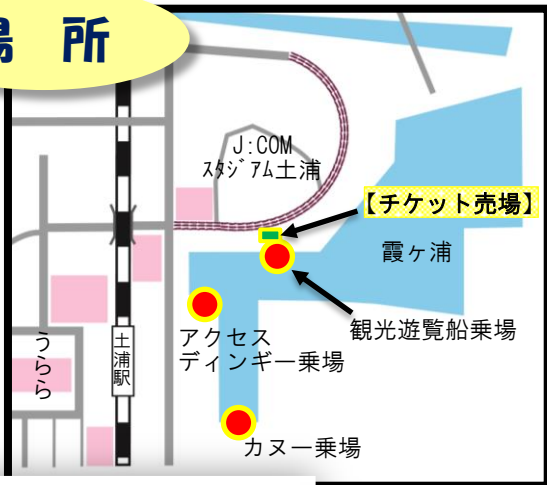 場 所
J:COM
スタジアム土浦
【チケット売場】
霞ヶ浦
観光遊覧船乗場
アクセス
ディンギー乗場
土浦駅
うらら
カヌー乗場